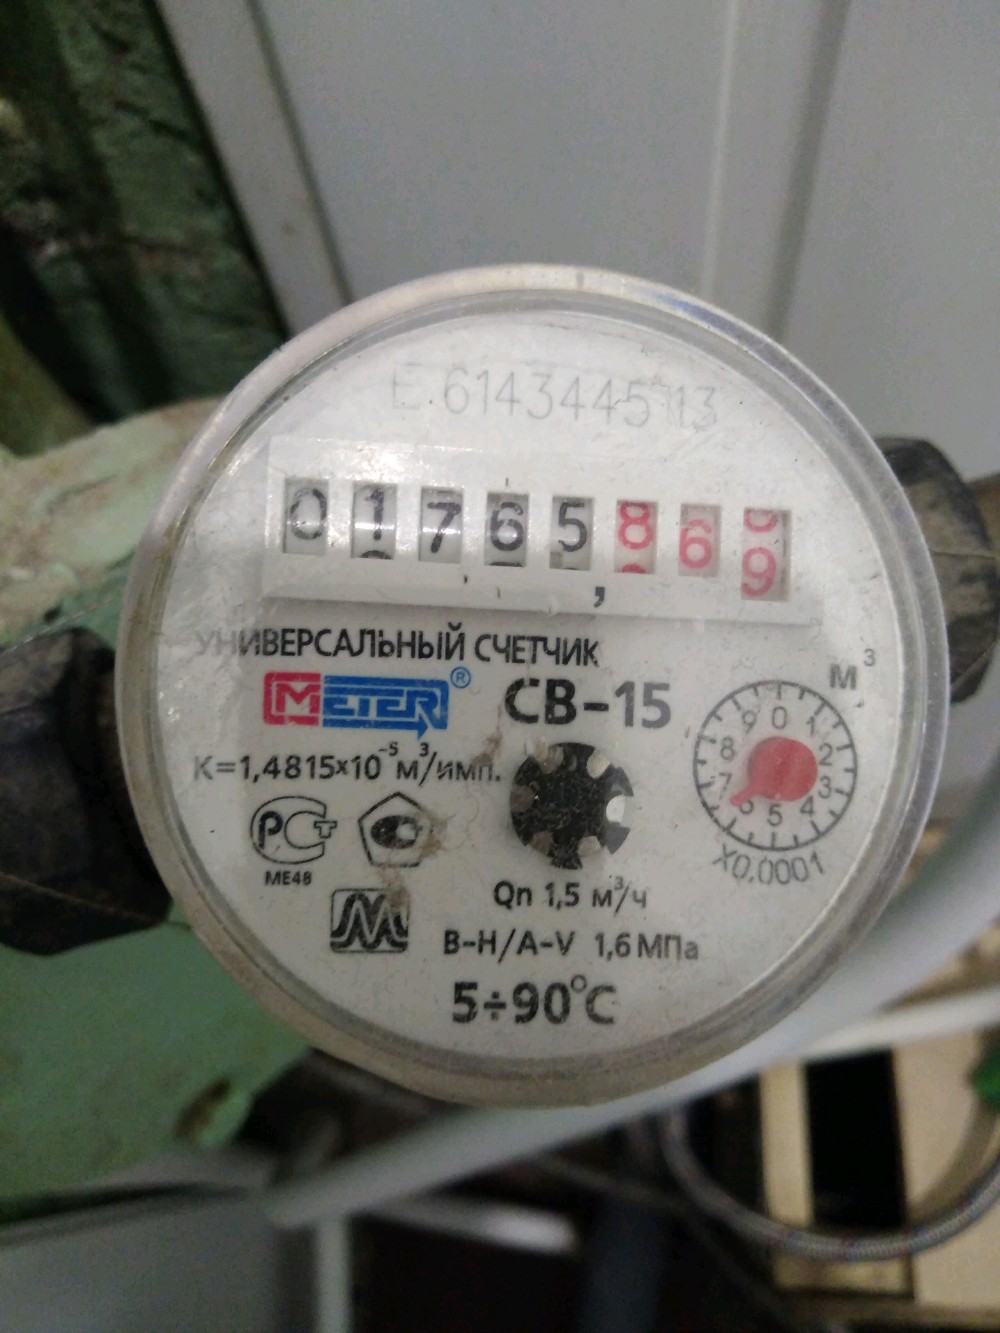 E.6143445 13
01765,869
УНИВЕРСАЛЬНЫЙ СЧЕТЧИК
METER® СВ-15
М³
K=1,4815×10⁻⁵ м³/имп.
9 0 1 2 3 4 5 6 7 8
X0,0001
РСТ
МЕ48
Qn 1,5 м³/ч
B-H/A-V 1,6 МПа
5÷90°C